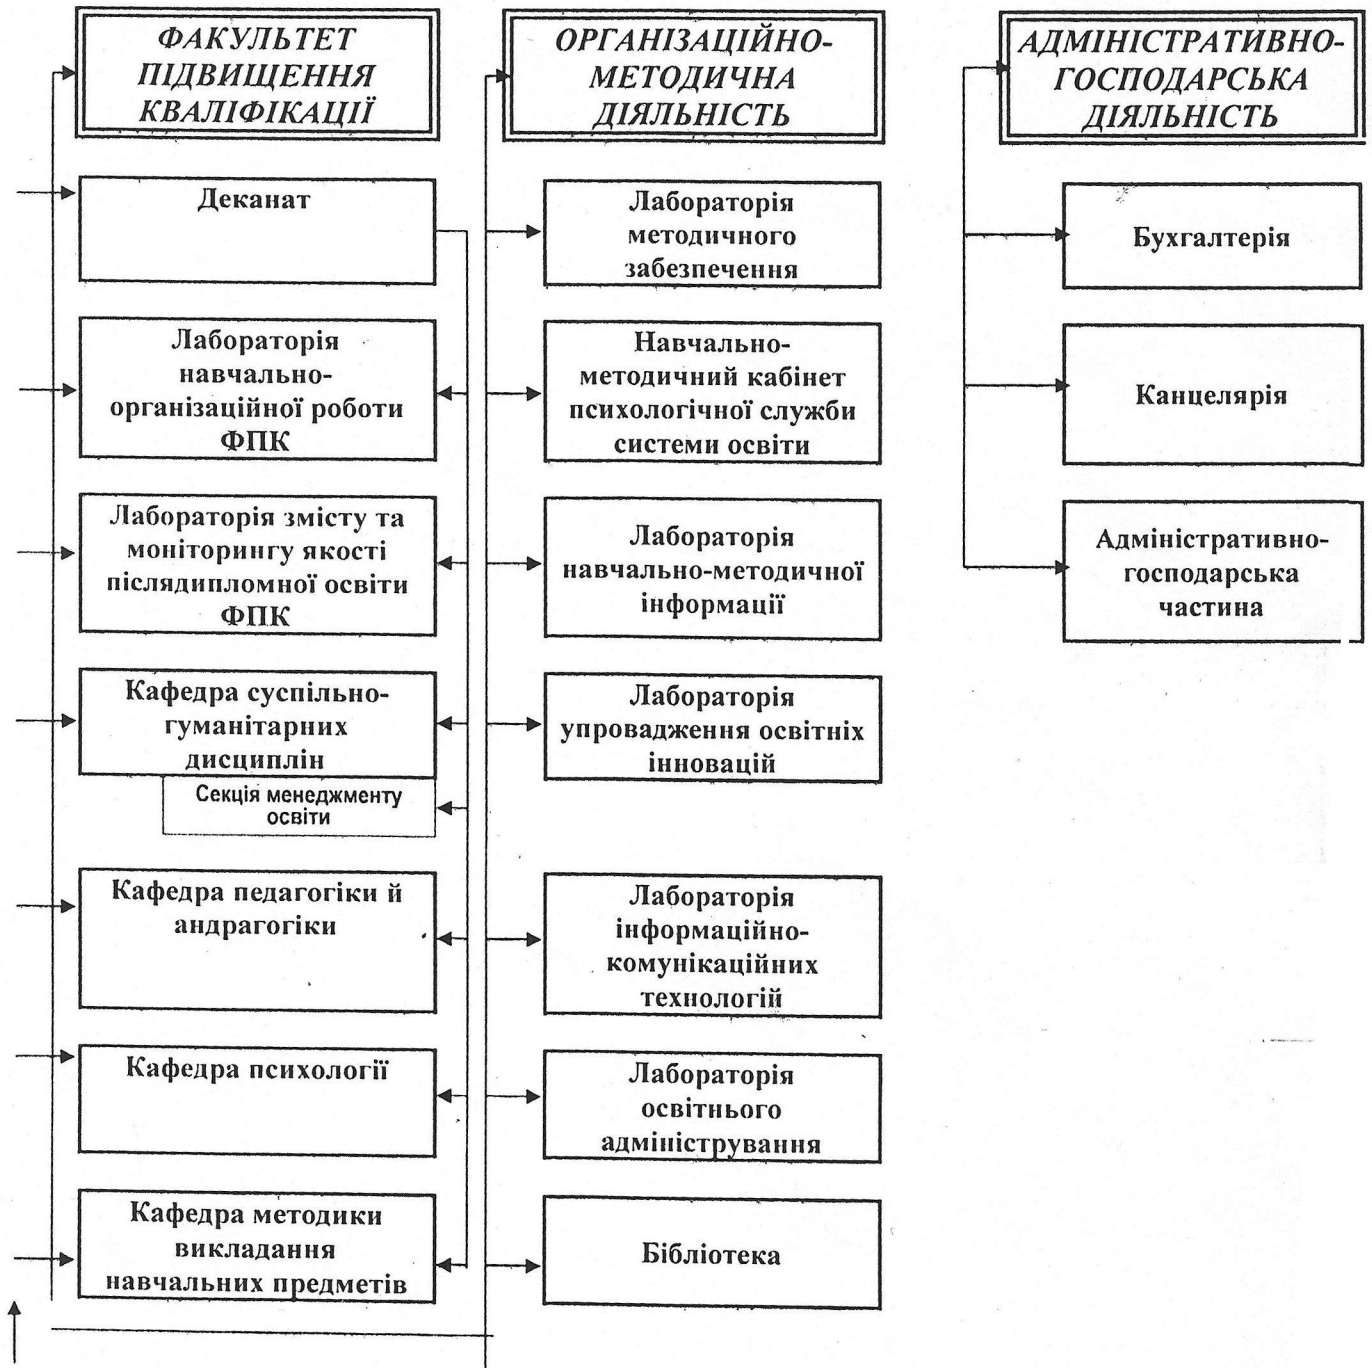 ФАКУЛЬТЕТ
ПІДВИЩЕННЯ
КВАЛІФІКАЦІЇ
Деканат
Лабораторія
навчально-
організаційної роботи
ФПК
Лабораторія змісту та
моніторингу якості
післядипломної освіти
ФПК
Кафедра суспільно-
гуманітарних
дисциплін
Секція менеджменту
освіти
Кафедра педагогіки й
андрагогіки
Кафедра психології
Кафедра методики
викладання
навчальних предметів
ОРГАНІЗАЦІЙНО-
МЕТОДИЧНА
ДІЯЛЬНІСТЬ
Лабораторія
методичного
забезпечення
Навчально-
методичний кабінет
психологічної служби
системи освіти
Лабораторія
навчально-методичної
інформації
Лабораторія
упровадження освітніх
інновацій
Лабораторія
інформаційно-
комунікаційних
технологій
Лабораторія
освітнього
адміністрування
Бібліотека
АДМІНІСТРАТИВНО-
ГОСПОДАРСЬКА
ДІЯЛЬНІСТЬ
Бухгалтерія
Канцелярія
Адміністративно-
господарська
частина